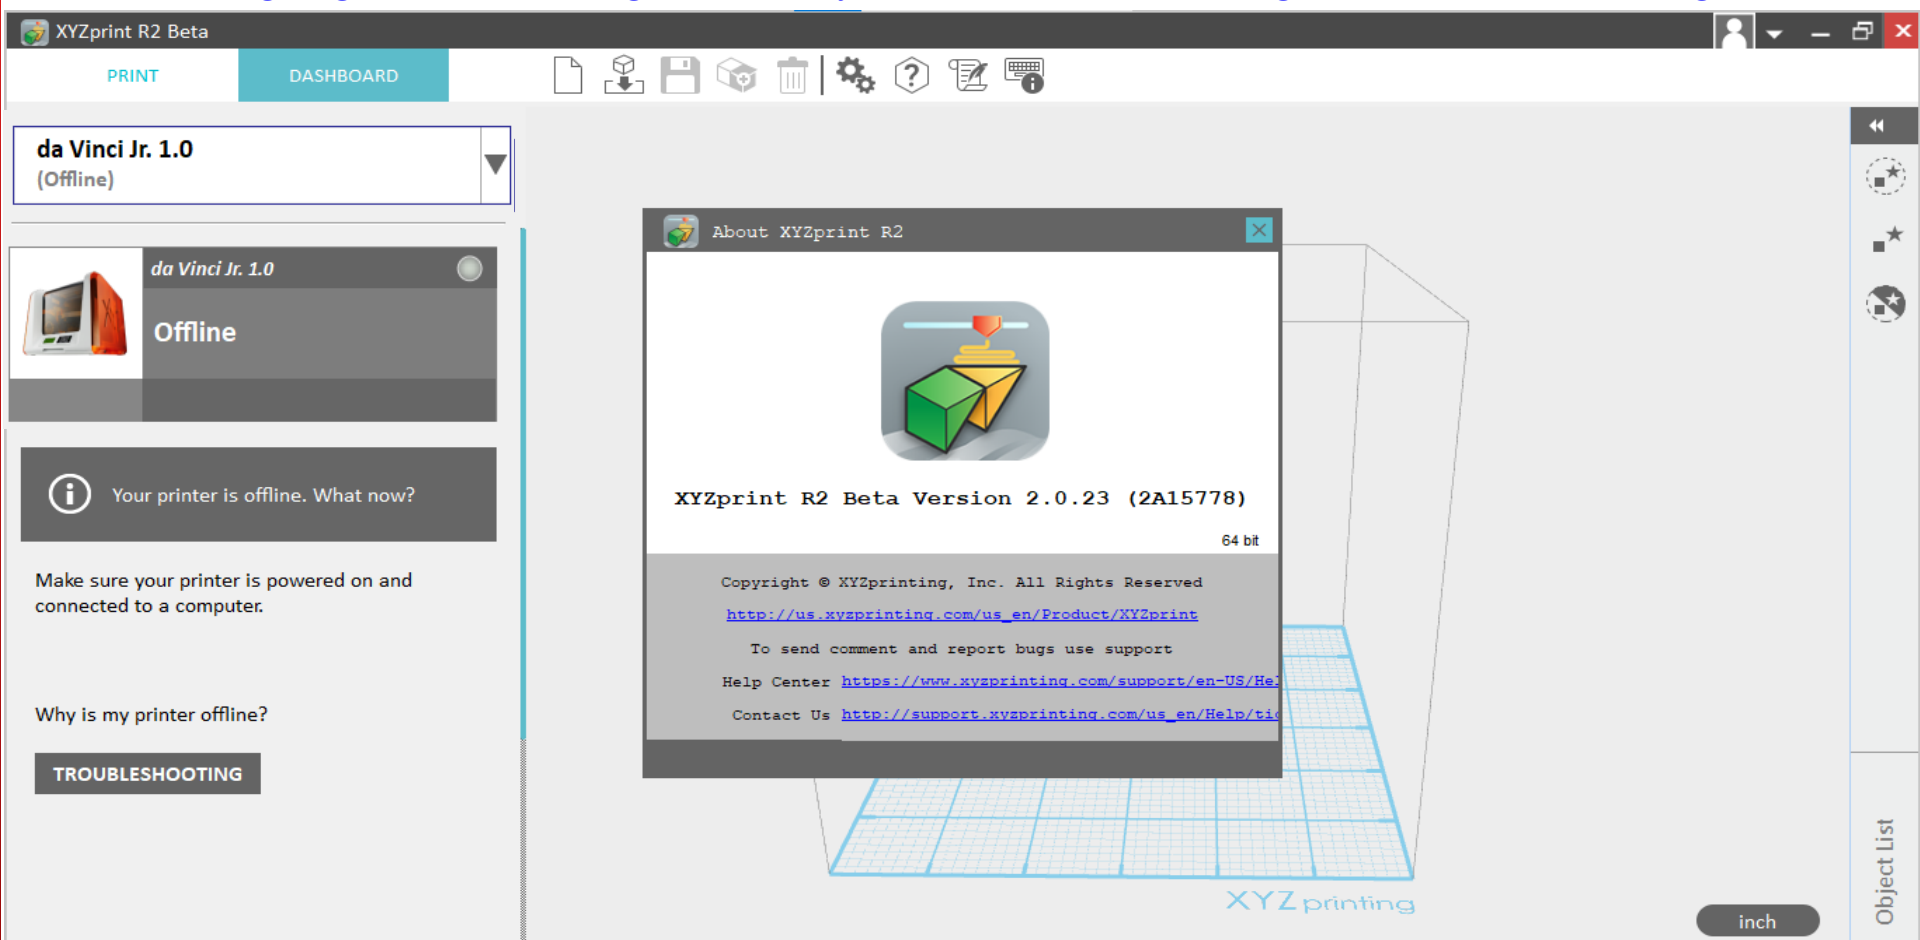 XYZprint R2 Beta
PRINT
DASHBOARD
da Vinci Jr. 1.0
(Offline)
da Vinci Jr. 1.0
Offline
Your printer is offline. What now?
Make sure your printer is powered on and
connected to a computer.
Why is my printer offline?
TROUBLESHOOTING
About XYZprint R2
XYZprint R2 Beta Version 2.0.23 (2A15778)
64 bit
Copyright © XYZprinting, Inc. All Rights Reserved
http://us.xyzprinting.com/us_en/Product/XYZprint
To send comment and report bugs use support
Help Center https://www.xyzprinting.com/support/en-US/Hel
Contact Us http://support.xyzprinting.com/us_en/Help/tic
XYZprinting
Object List
inch